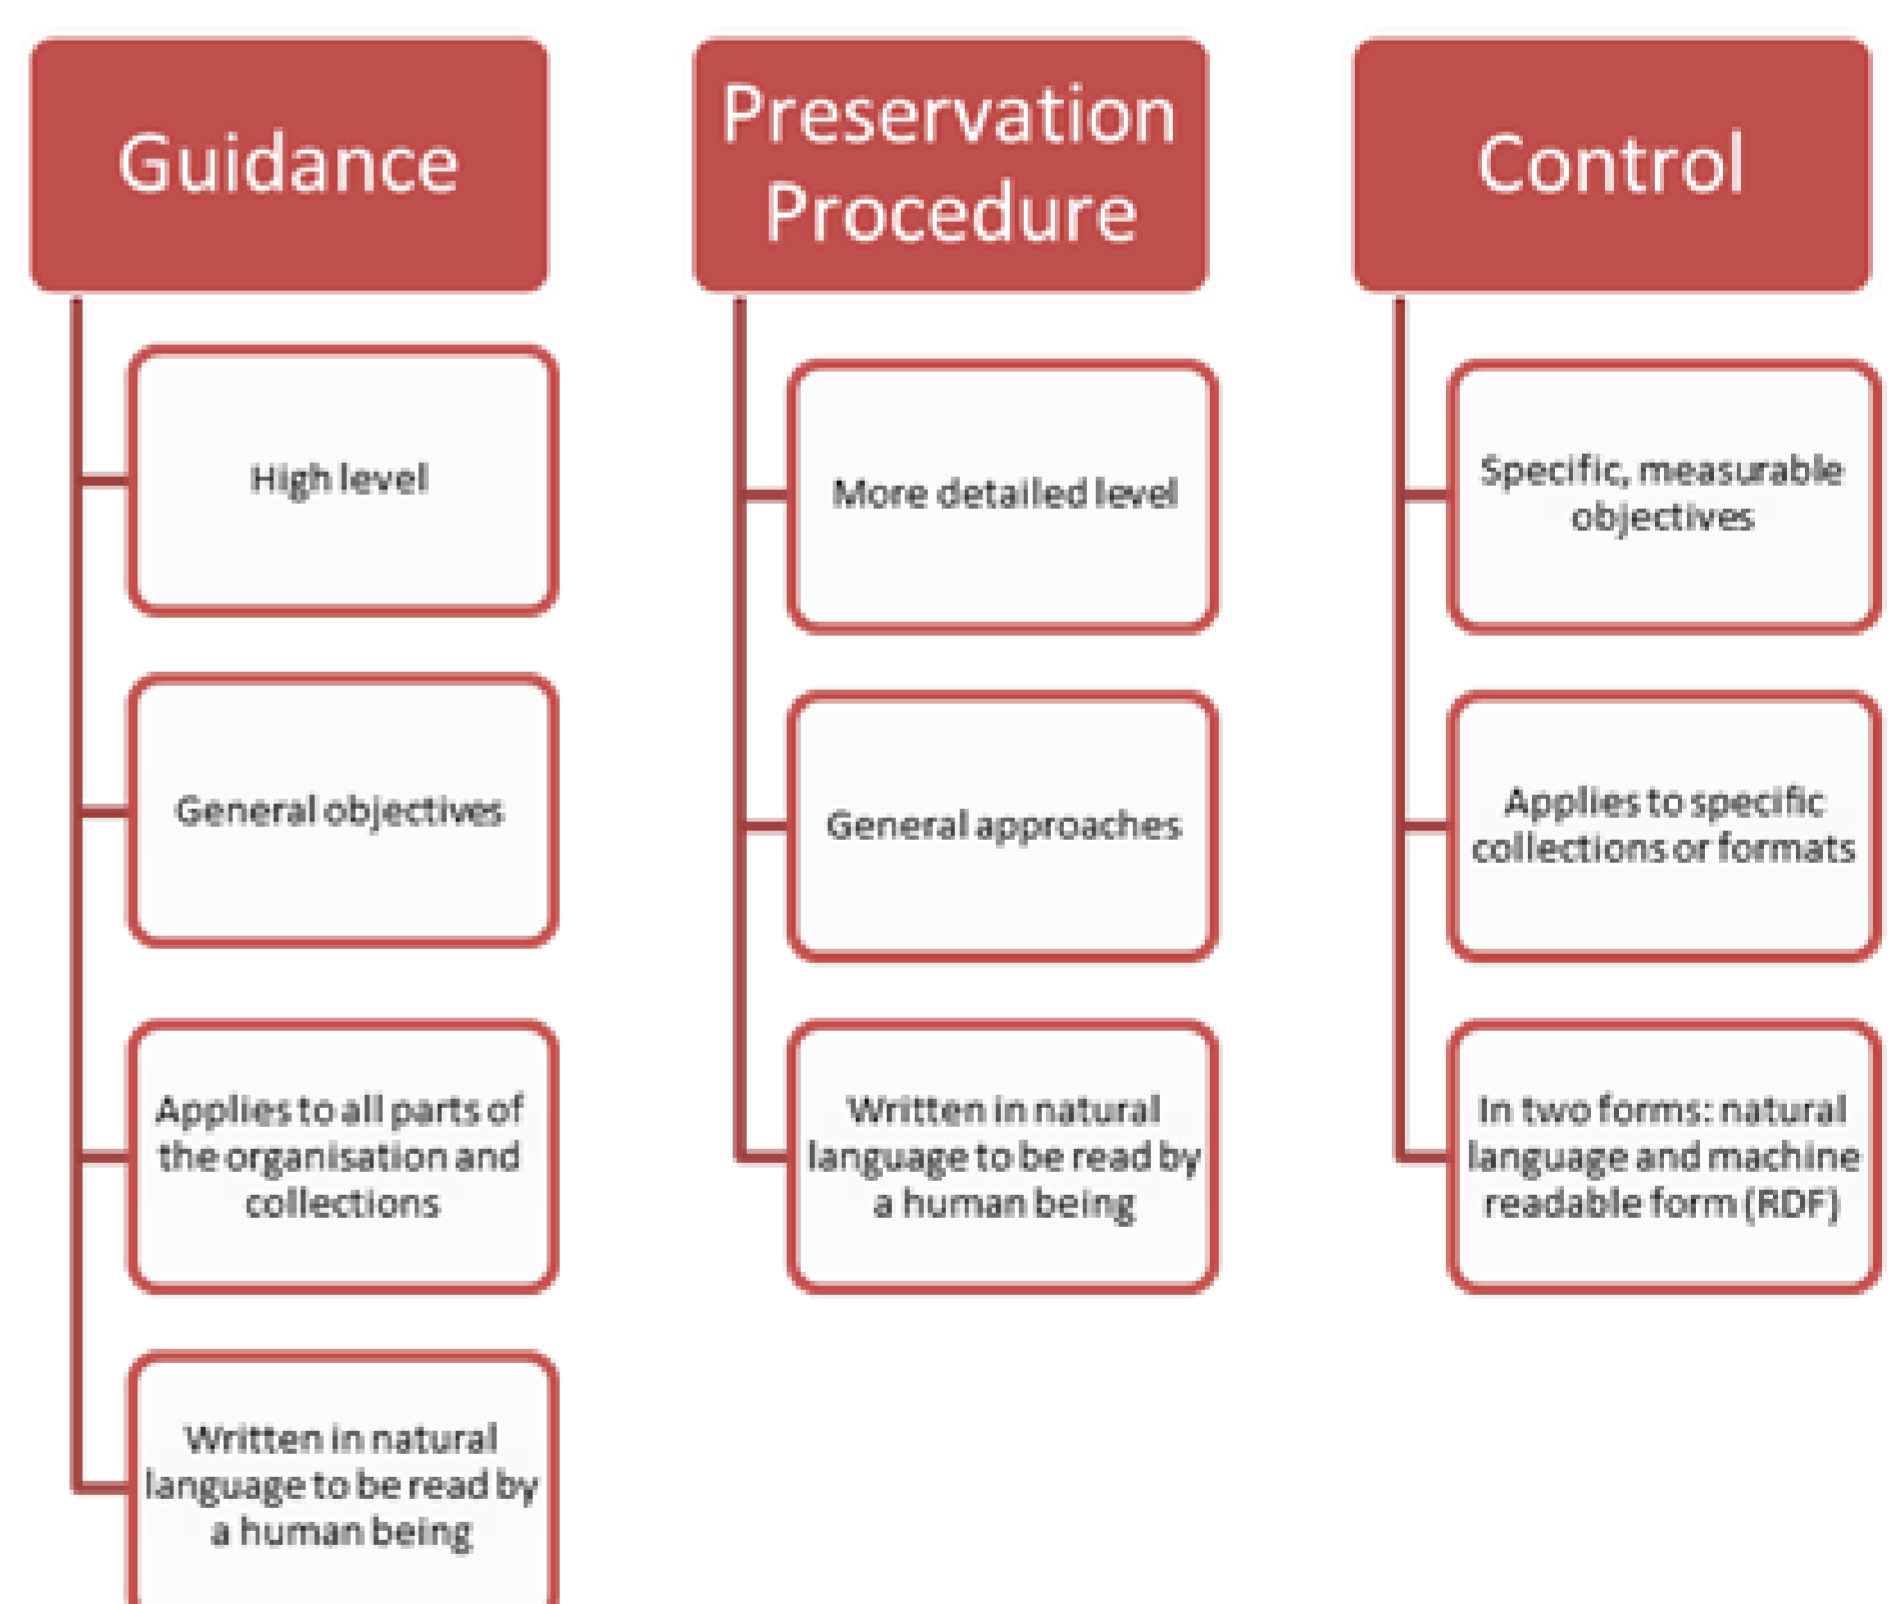 Guidance
High level
General objectives
Applies to all parts of
the organisation and
collections
Written in natural
language to be read by
a human being
Preservation
Procedure
More detailed level
General approaches
Written in natural
language to be read by
a human being
Control
Specific, measurable
objectives
Applies to specific
collections or formats
In two forms: natural
language and machine
readable form (RDF)